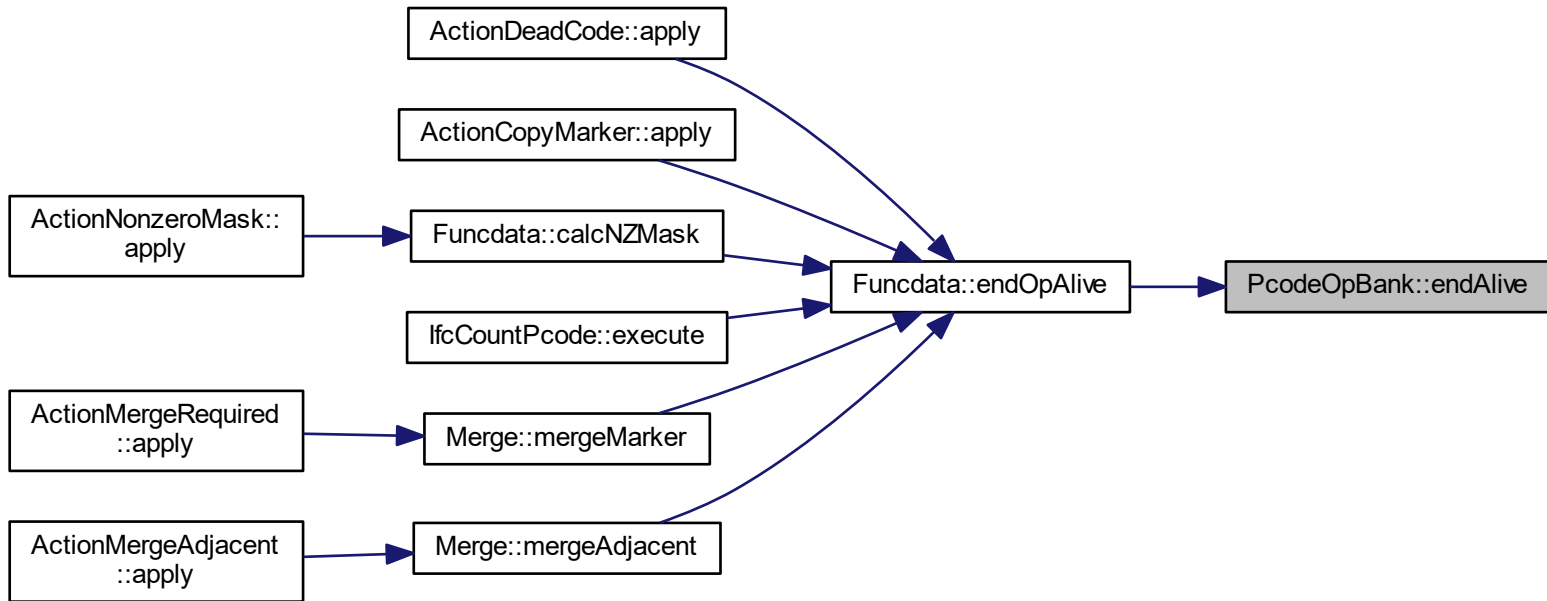 ActionDeadCode::apply
ActionCopyMarker::apply
ActionNonzeroMask::
apply
Funcdata::calcNZMask
Funcdata::endOpAlive
PcodeOpBank::endAlive
IfcCountPcode::execute
ActionMergeRequired
::apply
Merge::mergeMarker
ActionMergeAdjacent
::apply
Merge::mergeAdjacent